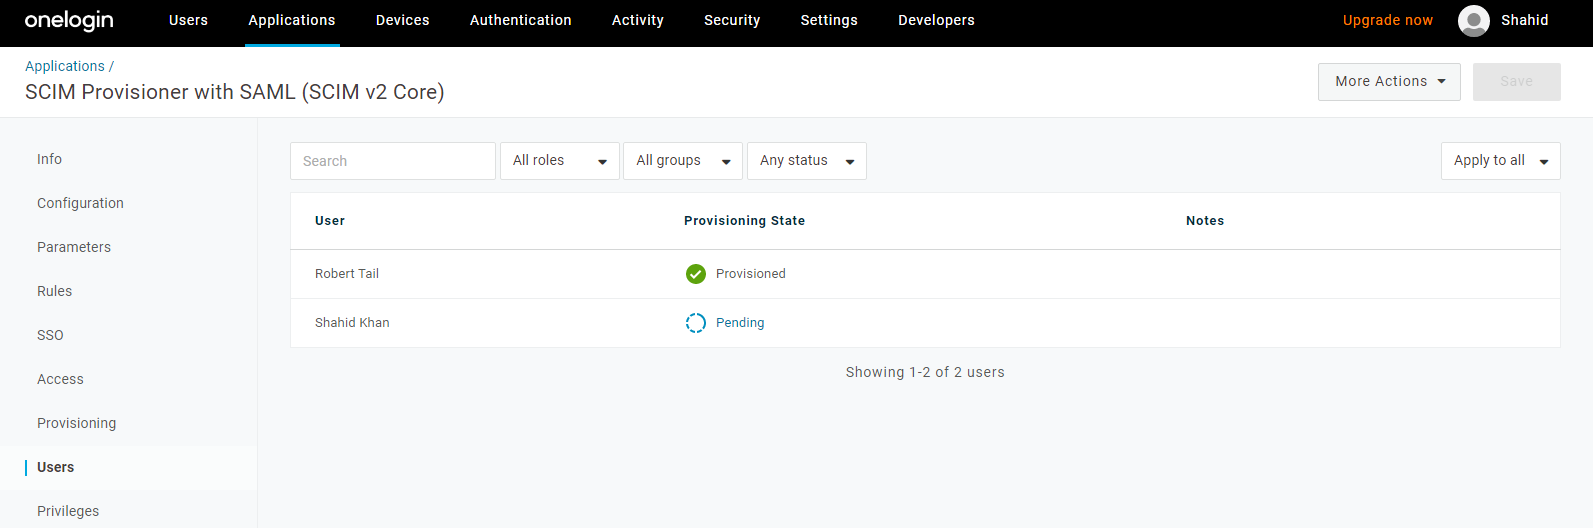 onelogin Users Applications Devices Authentication Activity Security Settings Developers Upgrade now Shahid
Applications /
SCIM Provisioner with SAML (SCIM v2 Core)
More Actions Save
Info
Configuration
Parameters
Rules
SSO
Access
Provisioning
Users
Privileges
Search All roles All groups Any status Apply to all
User Provisioning State Notes
Robert Tail Provisioned
Shahid Khan Pending
Showing 1-2 of 2 users